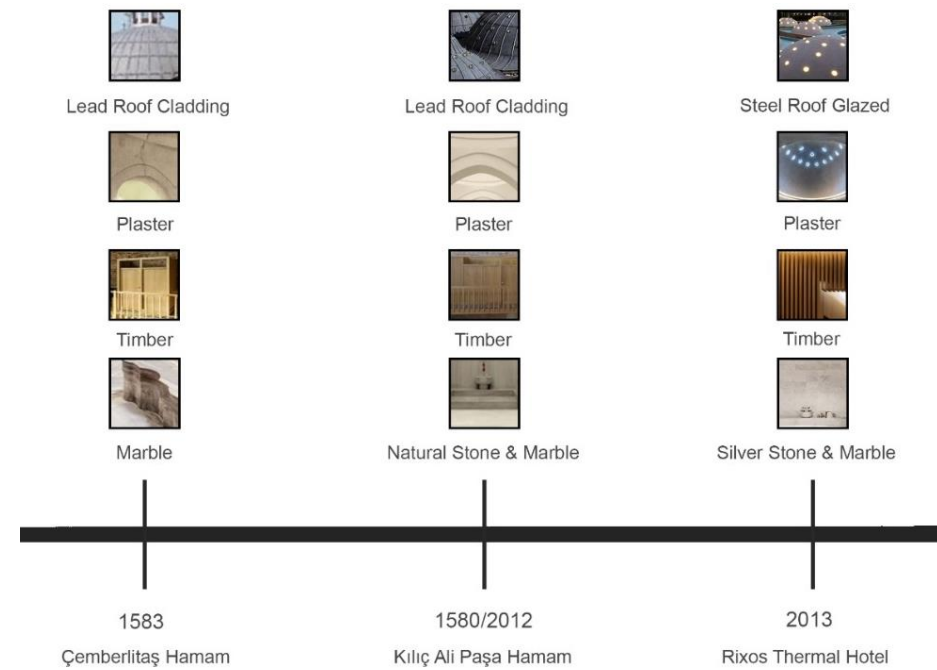 Lead Roof Cladding Lead Roof Cladding Steel Roof Glazed
Plaster Plaster Plaster
Timber Timber Timber
Marble Natural Stone & Marble Silver Stone & Marble
1583 1580/2012 2013
Çemberlitaş Hamam Kılıç Ali Paşa Hamam Rixos Thermal Hotel